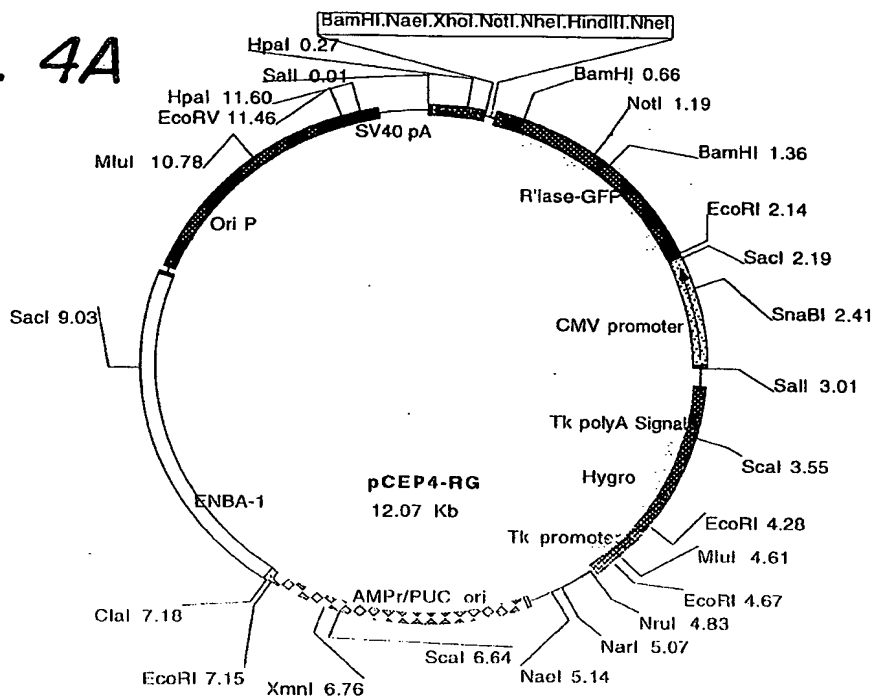 . 4A
BamHI.NaeI.XhoI.NotI.NheI.HindIII.NheI
HpaI 0.27
SalI 0.01
HpaI 11.60
EcoRV 11.46
MluI 10.78
SV40 pA
Ori P
SacI 9.03
ENBA-1
ClaI 7.18
EcoRI 7.15
XmnI 6.76
ScaI 6.64
AMPr/PUC ori
NaeI 5.14
NarI 5.07
NruI 4.83
EcoRI 4.67
MluI 4.61
EcoRI 4.28
Tk promoter
Hygro
ScaI 3.55
Tk polyA Signal
SalI 3.01
CMV promoter
SnaBI 2.41
SacI 2.19
EcoRI 2.14
R'lase-GFP
BamHI 1.36
NotI 1.19
BamHI 0.66
pCEP4-RG
12.07 Kb